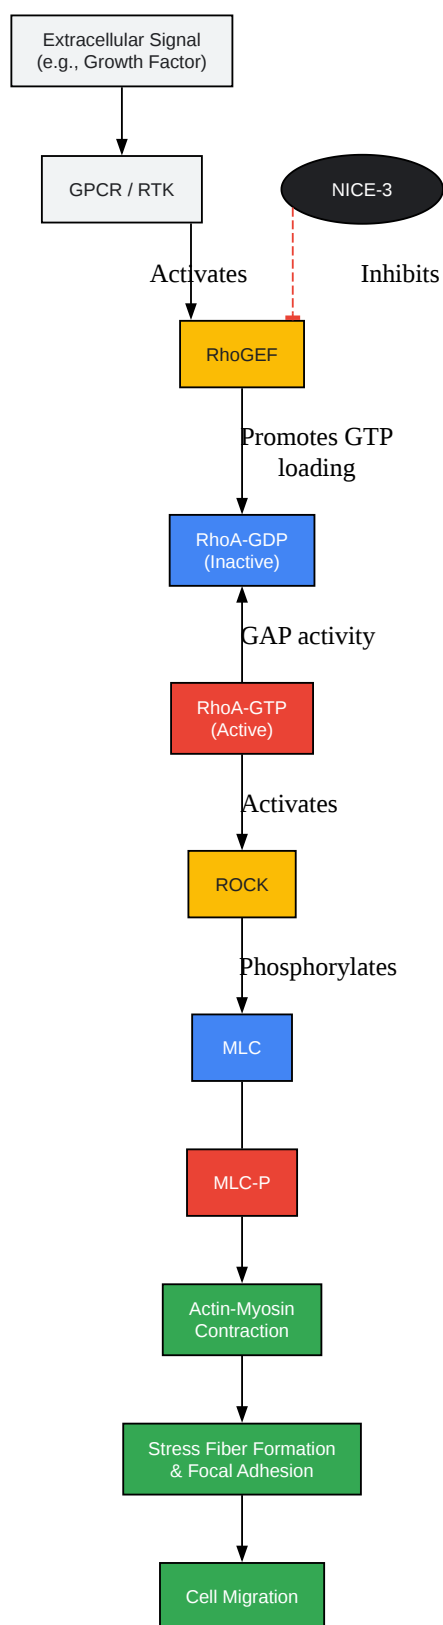 Extracellular Signal
(e.g., Growth Factor)
GPCR / RTK
NICE-3
Activates
Inhibits
RhoGEF
Promotes GTP
loading
RhoA-GDP
(Inactive)
GAP activity
RhoA-GTP
(Active)
Activates
ROCK
Phosphorylates
MLC
MLC-P
Actin-Myosin
Contraction
Stress Fiber Formation
& Focal Adhesion
Cell Migration